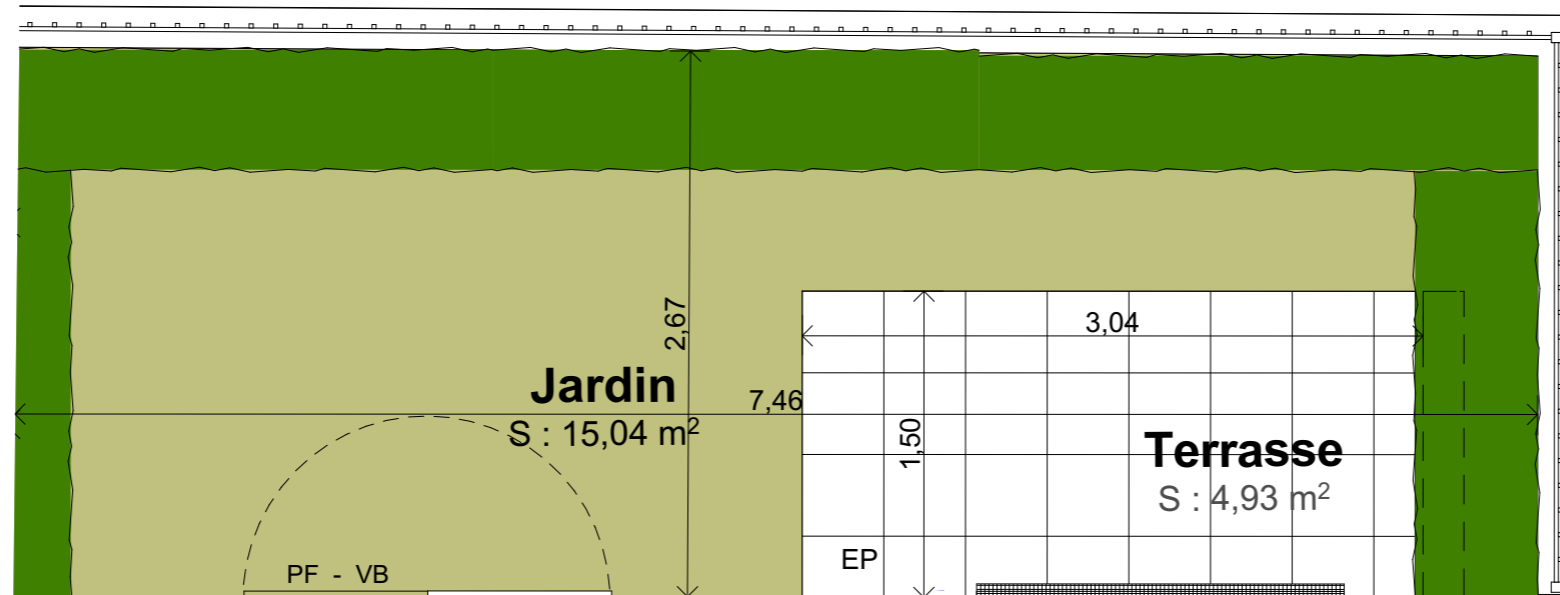 2,67
3,04
Jardin
7,46
S : 15,04 m²
1,50
Terrasse
S : 4,93 m²
EP
PF - VB